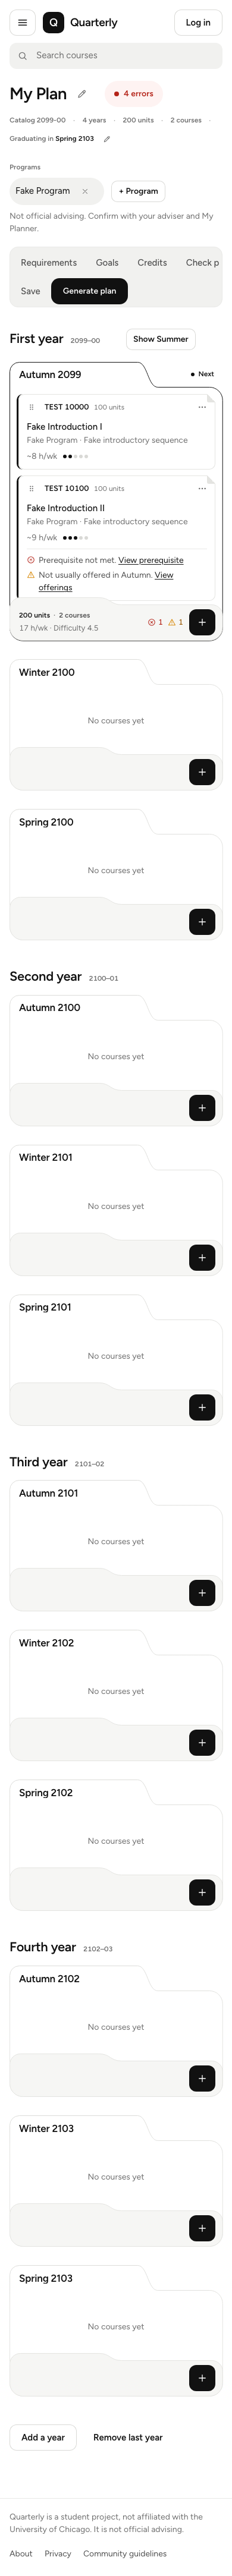 Q Quarterly Log in
Search courses
My Plan 4 errors
Catalog 2099-00 · 4 years · 200 units · 2 courses ·
Graduating in Spring 2103
Programs
Fake Program × + Program
Not official advising. Confirm with your adviser and My
Planner.
Requirements Goals Credits Check p
Save Generate plan
First year 2099–00 Show Summer
Autumn 2099 Next
TEST 10000 100 units
Fake Introduction I
Fake Program · Fake introductory sequence
~8 h/wk
TEST 10100 100 units
Fake Introduction II
Fake Program · Fake introductory sequence
~9 h/wk
Prerequisite not met. View prerequisite
Not usually offered in Autumn. View
offerings
200 units · 2 courses
17 h/wk · Difficulty 4.5 1 1 +
Winter 2100
No courses yet
+
Spring 2100
No courses yet
+
Second year 2100–01
Autumn 2100
No courses yet
+
Winter 2101
No courses yet
+
Spring 2101
No courses yet
+
Third year 2101–02
Autumn 2101
No courses yet
+
Winter 2102
No courses yet
+
Spring 2102
No courses yet
+
Fourth year 2102–03
Autumn 2102
No courses yet
+
Winter 2103
No courses yet
+
Spring 2103
No courses yet
+
Add a year Remove last year
Quarterly is a student project, not affiliated with the
University of Chicago. It is not official advising.
About Privacy Community guidelines